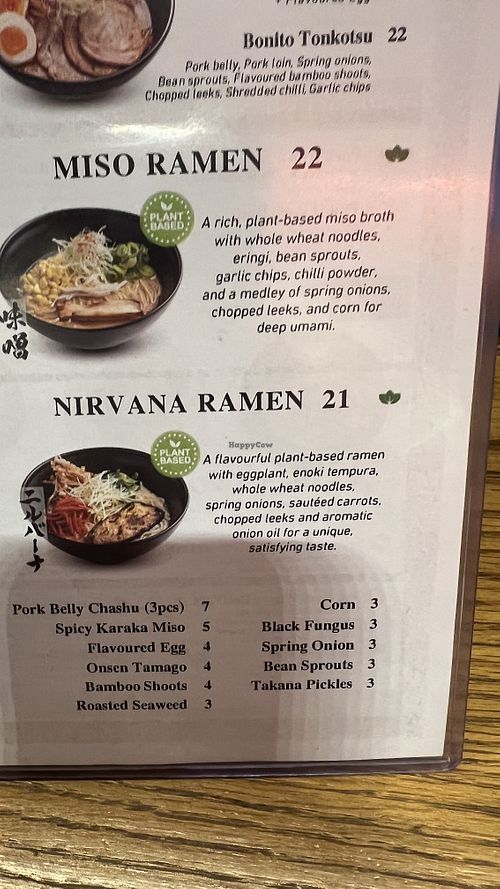 + Flavoured Egg
Bonito Tonkotsu 22
Pork belly, Pork loin, Spring onions,
Bean sprouts, Flavoured bamboo shoots,
Chopped leeks, Shredded chilli, Garlic chips
MISO RAMEN 22
PLANT
BASED
A rich, plant-based miso broth
with whole wheat noodles,
eringi, bean sprouts,
garlic chips, chilli powder,
and a medley of spring onions,
chopped leeks, and corn for
deep umami.
味噌
NIRVANA RAMEN 21
HappyCow
PLANT
BASED
A flavourful plant-based ramen
with eggplant, enoki tempura,
whole wheat noodles,
spring onions, sautéed carrots,
chopped leeks and aromatic
onion oil for a unique,
satisfying taste.
ニルバーナ
Pork Belly Chashu (3pcs) 7
Spicy Karaka Miso 5
Flavoured Egg 4
Onsen Tamago 4
Bamboo Shoots 4
Roasted Seaweed 3
Corn 3
Black Fungus 3
Spring Onion 3
Bean Sprouts 3
Takana Pickles 3